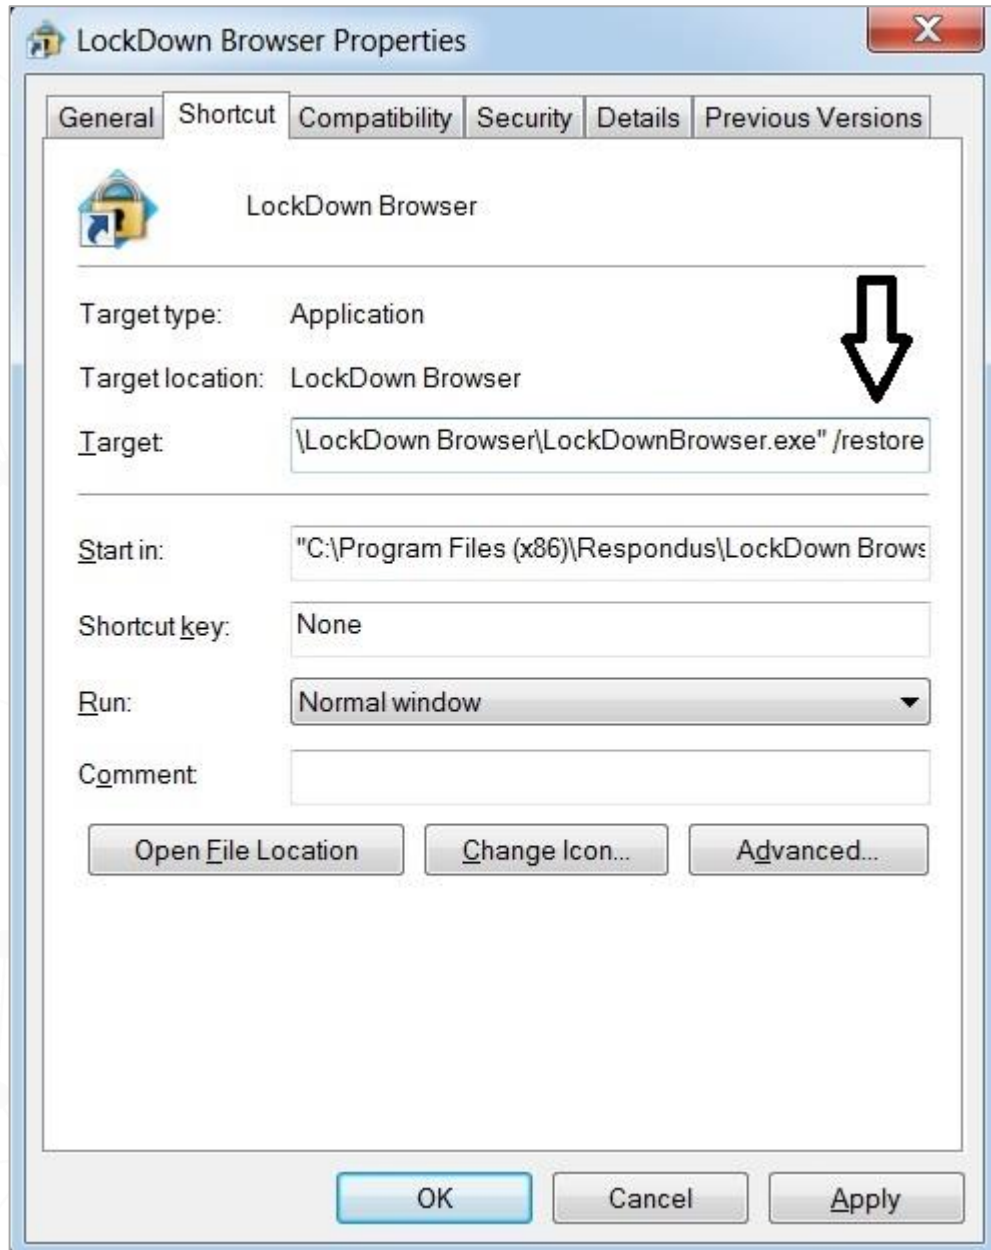 LockDown Browser Properties
General Shortcut Compatibility Security Details Previous Versions
LockDown Browser
Target type: Application
Target location: LockDown Browser
Target: \LockDown Browser\LockDownBrowser.exe" /restore
Start in: "C:\Program Files (x86)\Respondus\LockDown Brows
Shortcut key: None
Run: Normal window
Comment:
Open File Location Change Icon... Advanced...
OK Cancel Apply